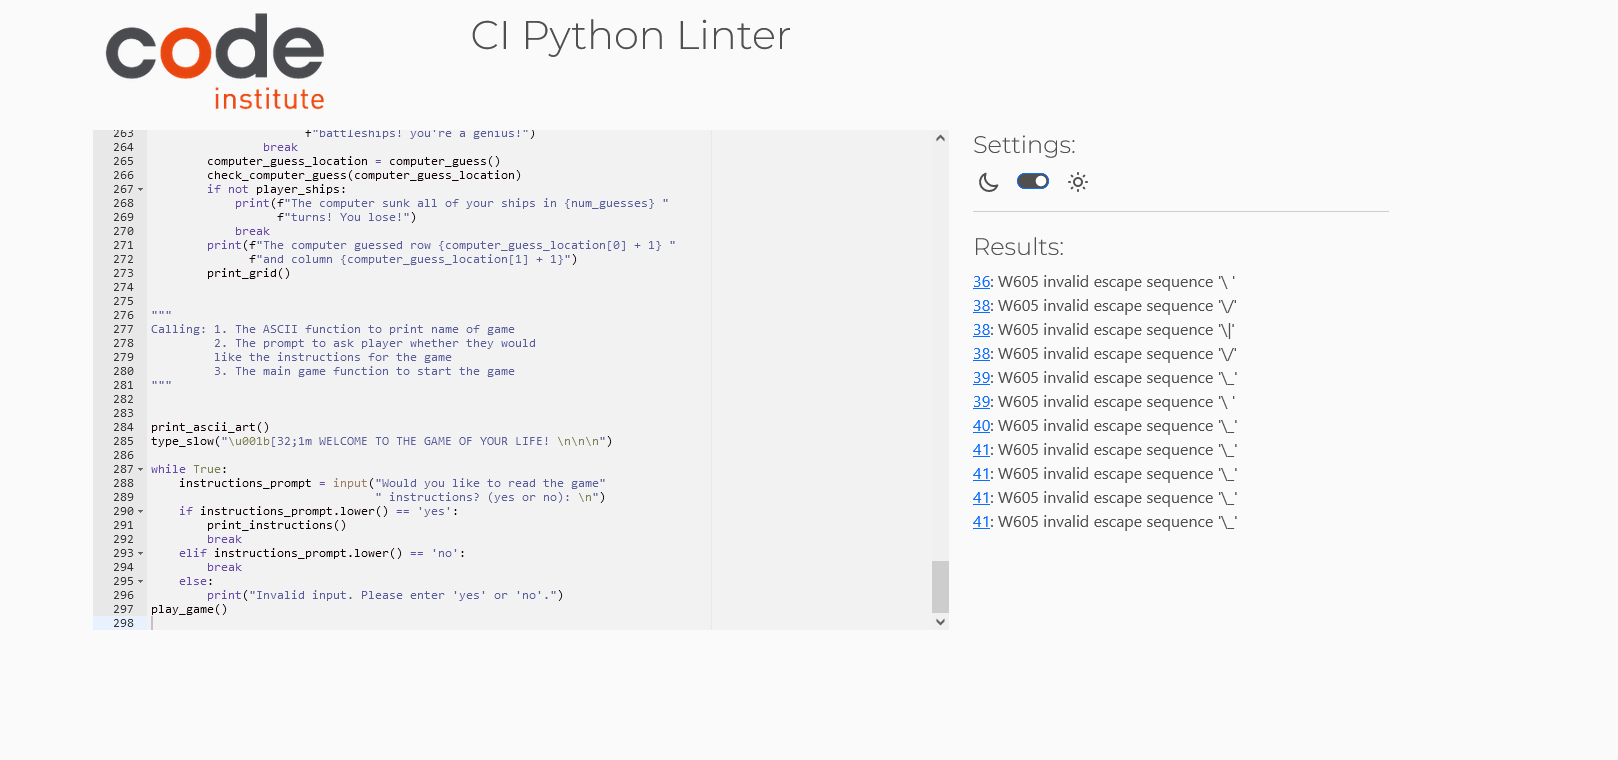 code
institute
CI Python Linter
263 f"battleships! you're a genius!")
264 break
265 computer_guess_location = computer_guess()
266 check_computer_guess(computer_guess_location)
267 if not player_ships:
268 print(f"The computer sunk all of your ships in {num_guesses} "
269 f"turns! You lose!")
270 break
271 print(f"The computer guessed row {computer_guess_location[0] + 1} "
272 f"and column {computer_guess_location[1] + 1}")
273 print_grid()
274
275
276 """
277 Calling: 1. The ASCII function to print name of game
278 2. The prompt to ask player whether they would
279 like the instructions for the game
280 3. The main game function to start the game
281 """
282
283
284 print_ascii_art()
285 type_slow("\u001b[32;1m WELCOME TO THE GAME OF YOUR LIFE! \n\n\n")
286
287 while True:
288 instructions_prompt = input("Would you like to read the game"
289 " instructions? (yes or no): \n")
290 if instructions_prompt.lower() == 'yes':
291 print_instructions()
292 break
293 elif instructions_prompt.lower() == 'no':
294 break
295 else:
296 print("Invalid input. Please enter 'yes' or 'no'.")
297 play_game()
298
Settings:
Results:
36: W605 invalid escape sequence '\ '
38: W605 invalid escape sequence '\/'
38: W605 invalid escape sequence '\|'
38: W605 invalid escape sequence '\/'
39: W605 invalid escape sequence '\_'
39: W605 invalid escape sequence '\ '
40: W605 invalid escape sequence '\_'
41: W605 invalid escape sequence '\_'
41: W605 invalid escape sequence '\_'
41: W605 invalid escape sequence '\_'
41: W605 invalid escape sequence '\_'